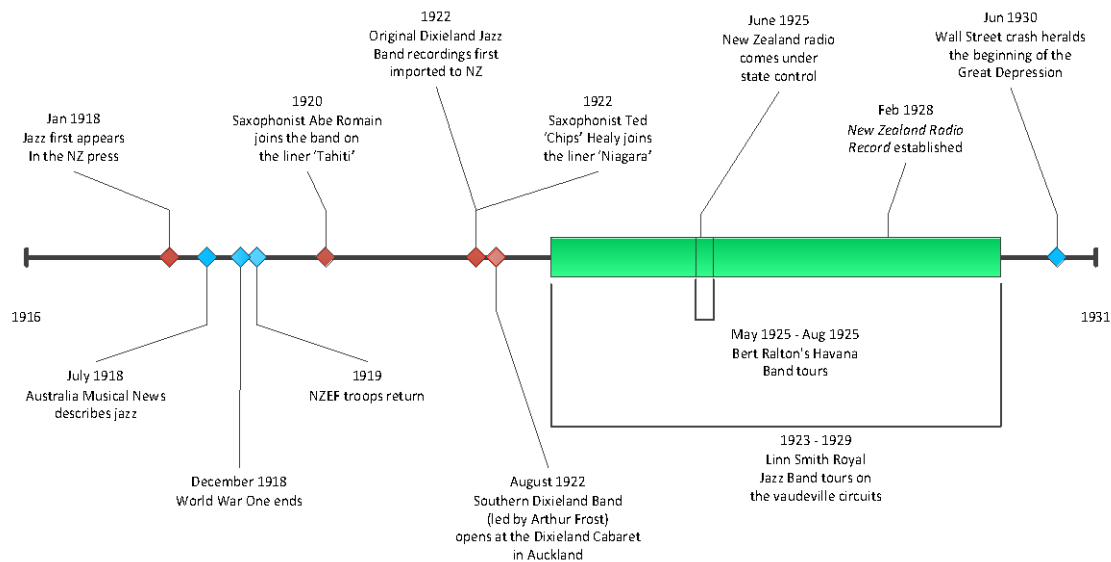 1922
Original Dixieland Jazz
Band recordings first
imported to NZ
June 1925
New Zealand radio
comes under
state control
Jun 1930
Wall Street crash heralds
the beginning of the
Great Depression
Jan 1918
Jazz first appears
In the NZ press
1920
Saxophonist Abe Romain
joins the band on
the liner ‘Tahiti’
1922
Saxophonist Ted
‘Chips’ Healy joins
the liner ‘Niagara’
Feb 1928
New Zealand Radio
Record established
1916
1931
July 1918
Australia Musical News
describes jazz
1919
NZEF troops return
May 1925 - Aug 1925
Bert Ralton's Havana
Band tours
December 1918
World War One ends
August 1922
Southern Dixieland Band
(led by Arthur Frost)
opens at the Dixieland Cabaret
in Auckland
1923 - 1929
Linn Smith Royal
Jazz Band tours on
the vaudeville circuits